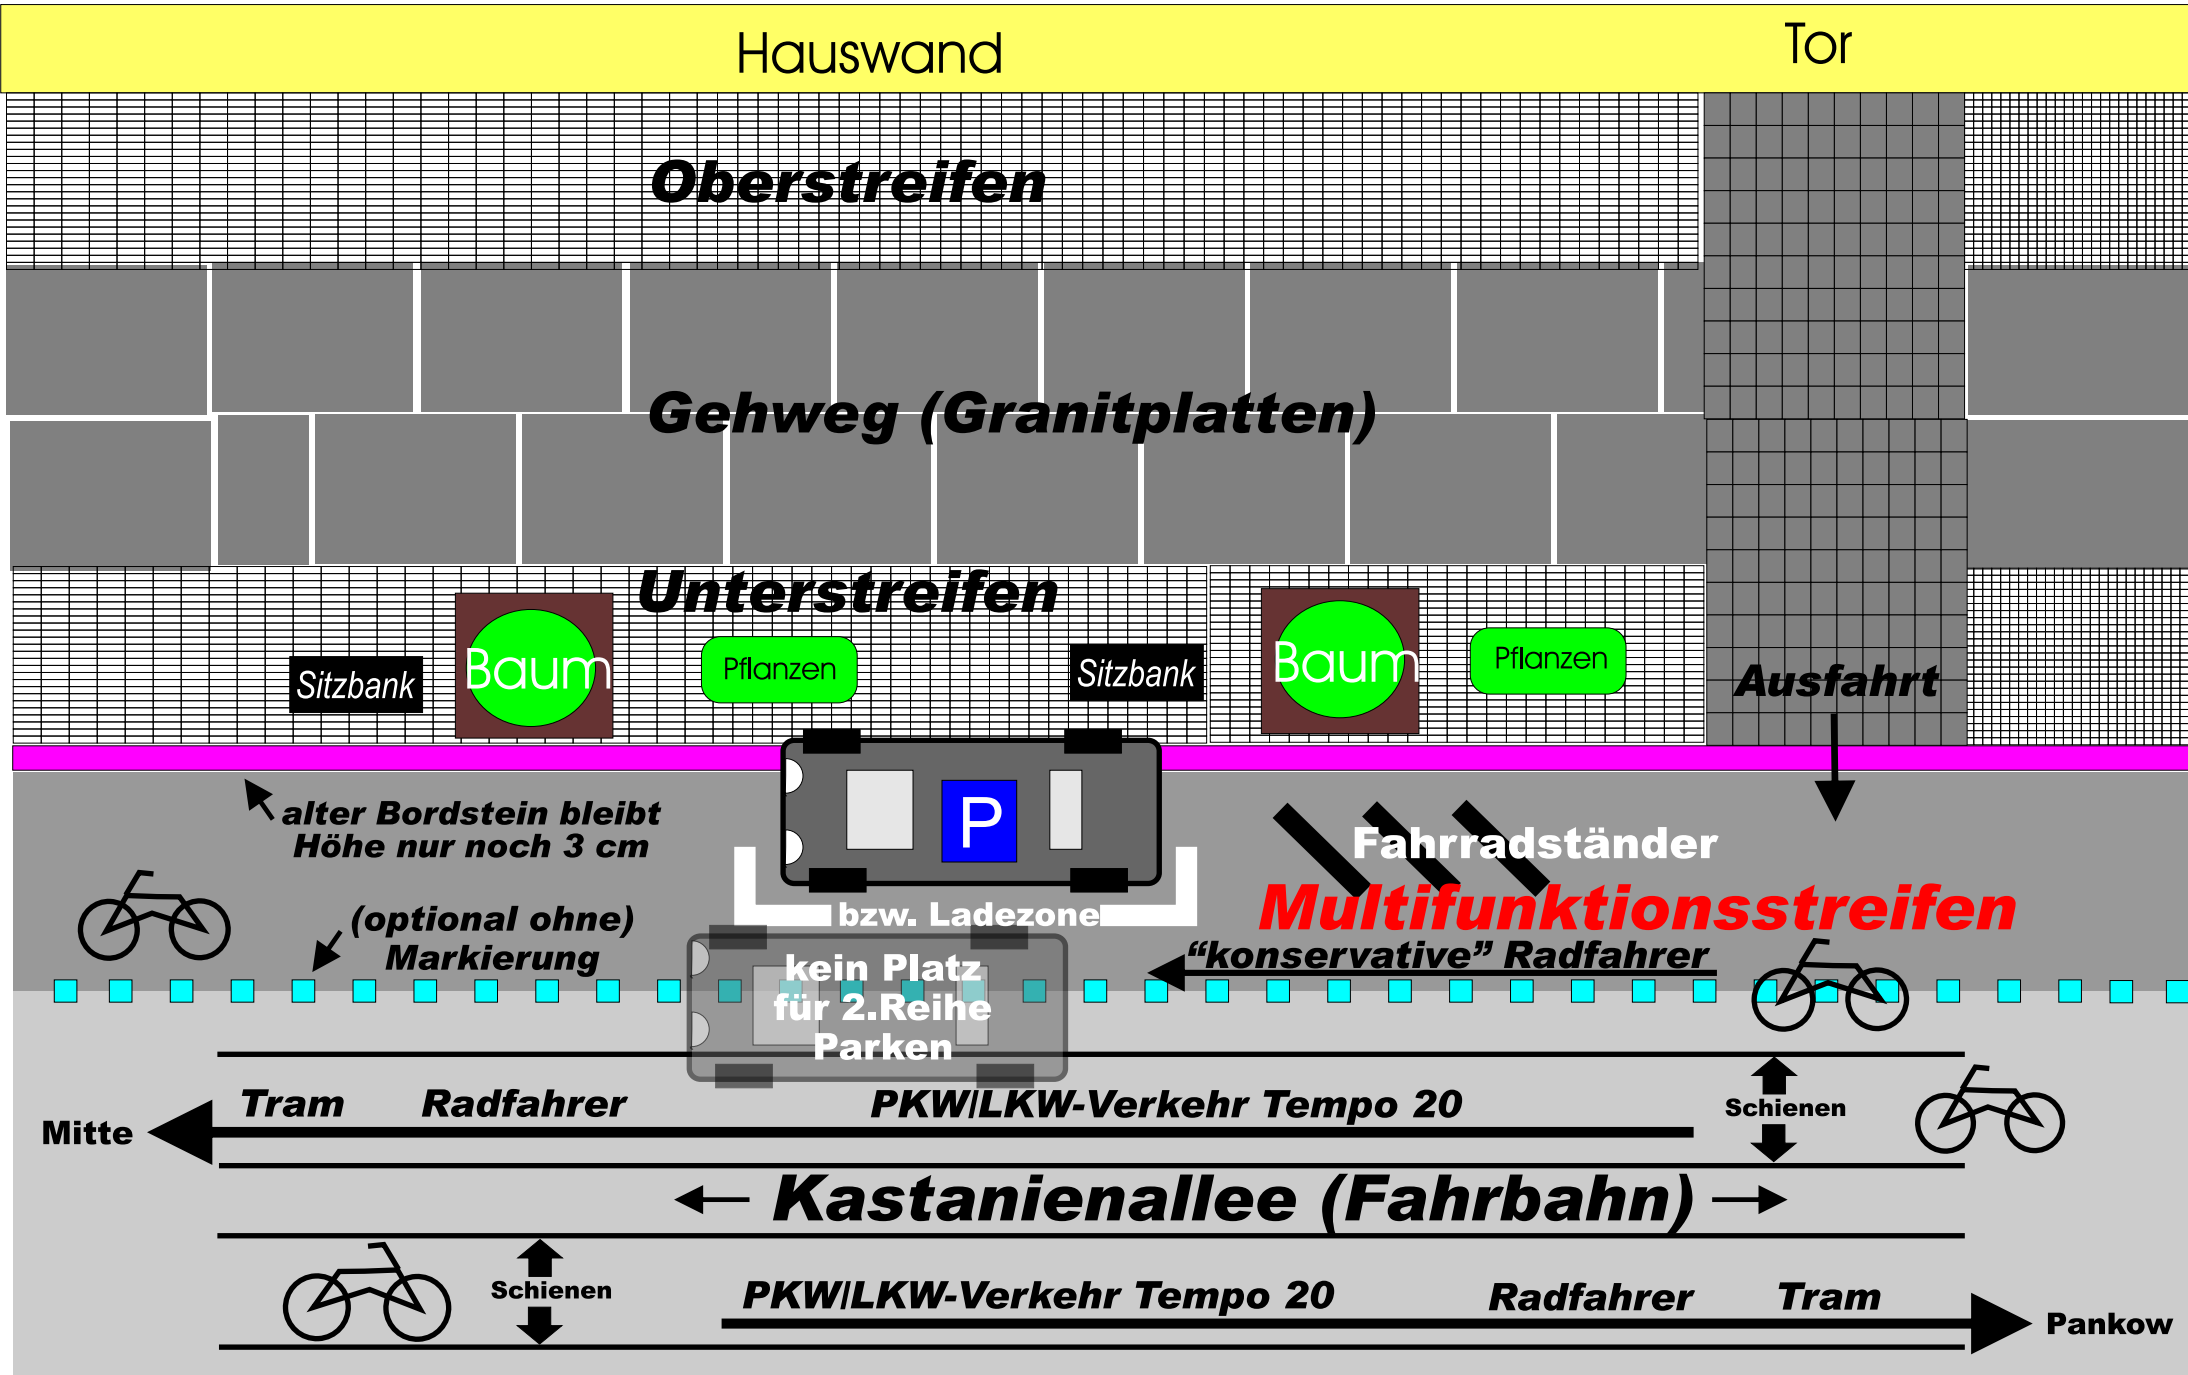 Hauswand
Tor
Oberstreifen
Gehweg (Granitplatten)
Unterstreifen
Sitzbank
Baum
Pflanzen
Sitzbank
Baum
Pflanzen
Ausfahrt
alter Bordstein bleibt
Höhe nur noch 3 cm
P
Fahrradständer
Multifunktionsstreifen
(optional ohne)
Markierung
bzw. Ladezone
"konservative" Radfahrer
kein Platz
für 2.Reihe
Parken
Tram
Radfahrer
PKW/LKW-Verkehr Tempo 20
Schienen
Mitte
Kastanienallee (Fahrbahn)
Schienen
PKW/LKW-Verkehr Tempo 20
Radfahrer
Tram
Pankow